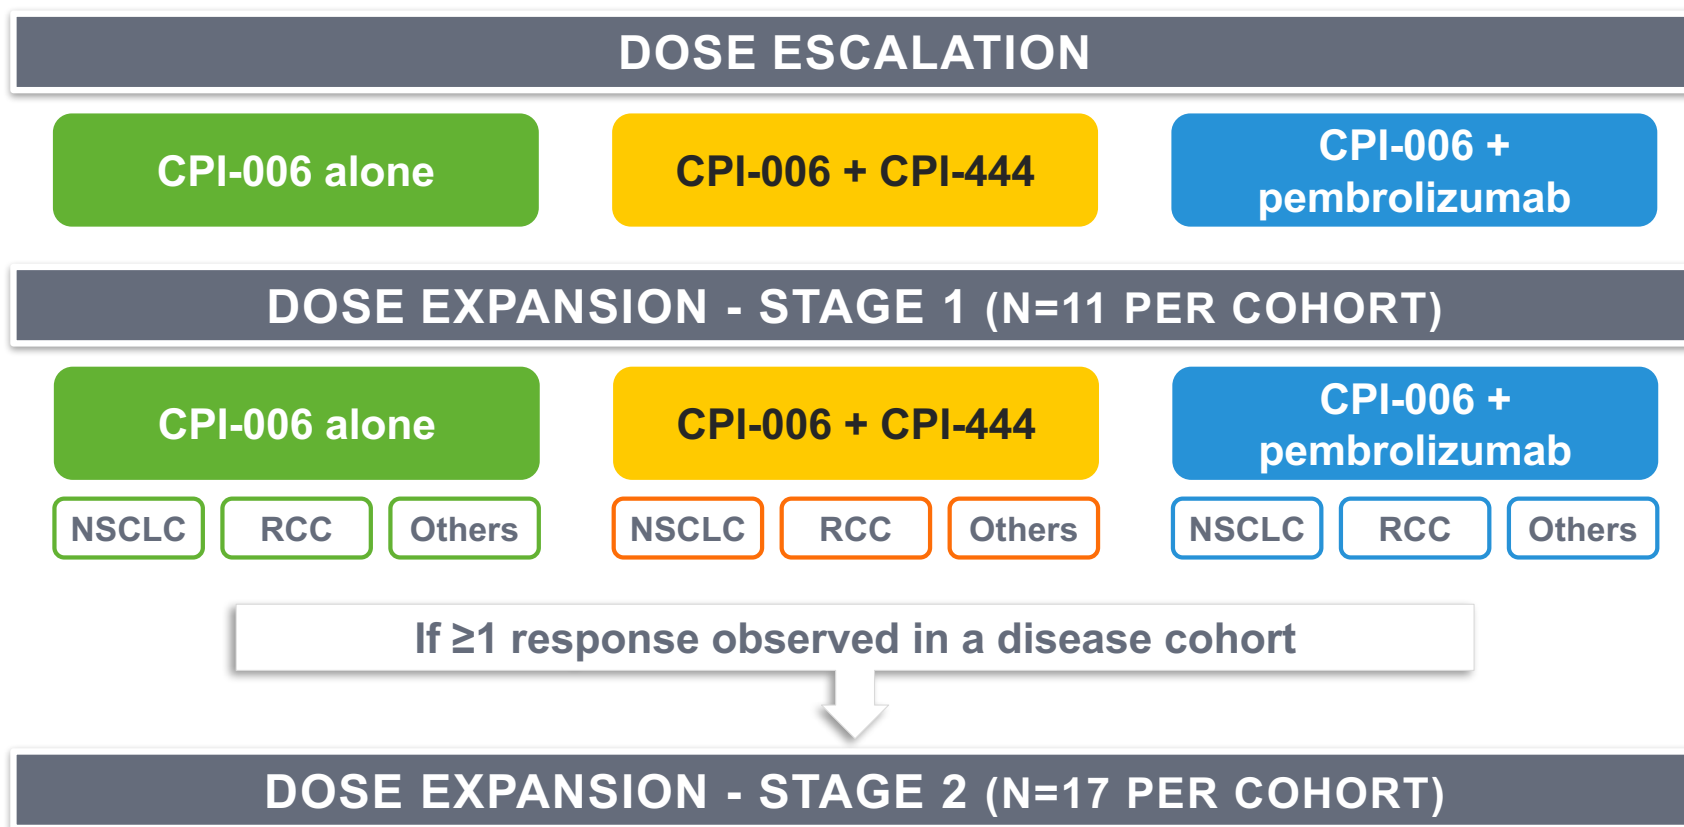 DOSE ESCALATION
CPI-006 alone
CPI-006 + CPI-444
CPI-006 +
pembrolizumab
DOSE EXPANSION - STAGE 1 (N=11 PER COHORT)
CPI-006 alone
CPI-006 + CPI-444
CPI-006 +
pembrolizumab
NSCLC
RCC
Others
NSCLC
RCC
Others
NSCLC
RCC
Others
If ≥1 response observed in a disease cohort
DOSE EXPANSION - STAGE 2 (N=17 PER COHORT)